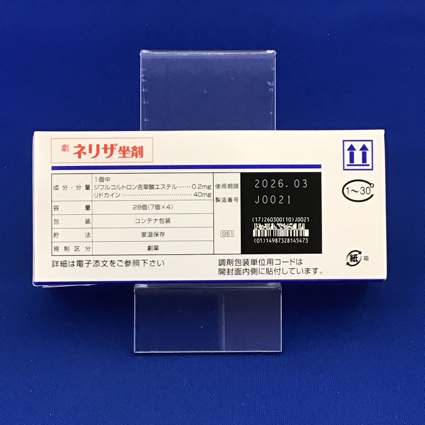 劇 ネリザ坐剤
1個中
成分・分量 ジフルコルトロン吉草酸エステル……0.2mg
リドカイン……40mg
容量 28個(7個×4)
包装 コンテナ包装
貯法 室温保存
規制区分 劇薬
詳細は電子添文をご参照下さい
使用期限 2026.03
製造番号 J0021
GS1
(17)260300(10)J0021
(01)14987328145473
調剤包装単位用コードは
開封面内側に貼付しています。
1〜30°
紙 箱